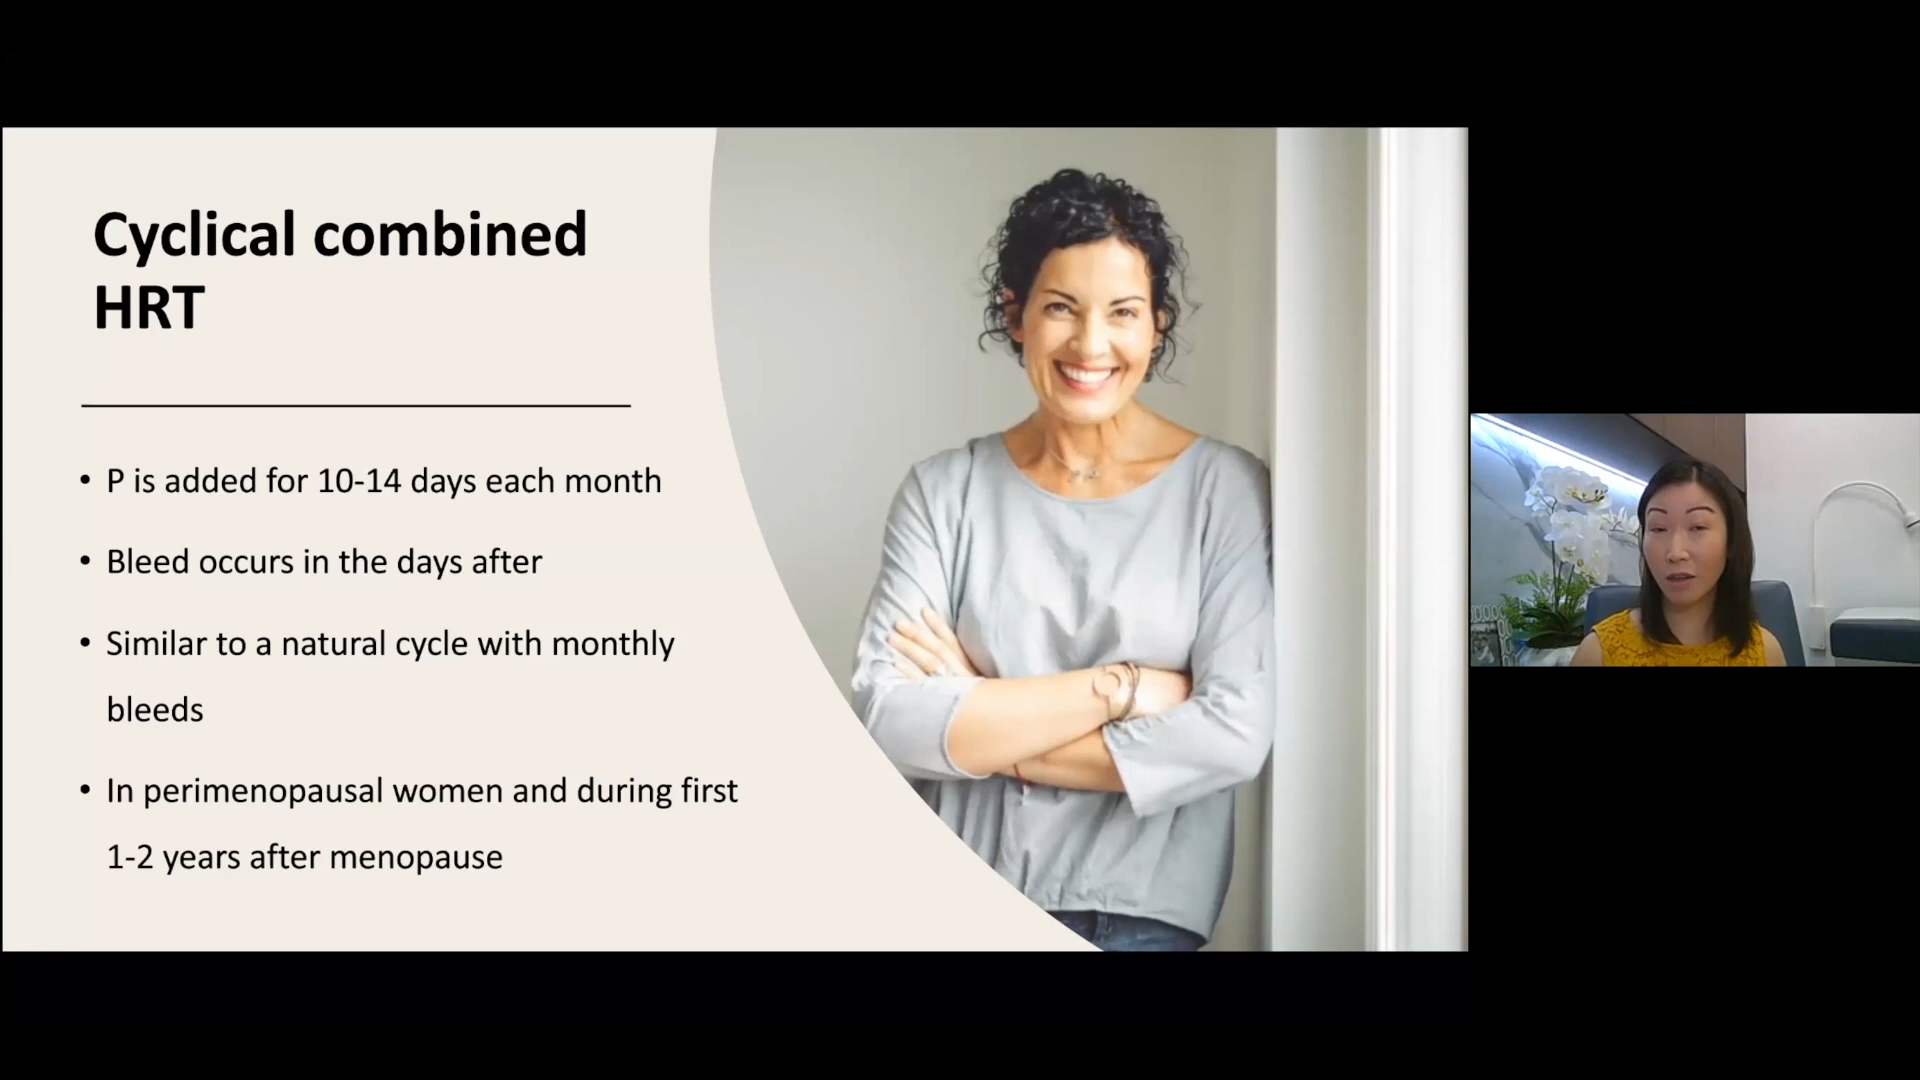 Cyclical combined
HRT
• P is added for 10-14 days each month
• Bleed occurs in the days after
• Similar to a natural cycle with monthly
bleeds
• In perimenopausal women and during first
1-2 years after menopause